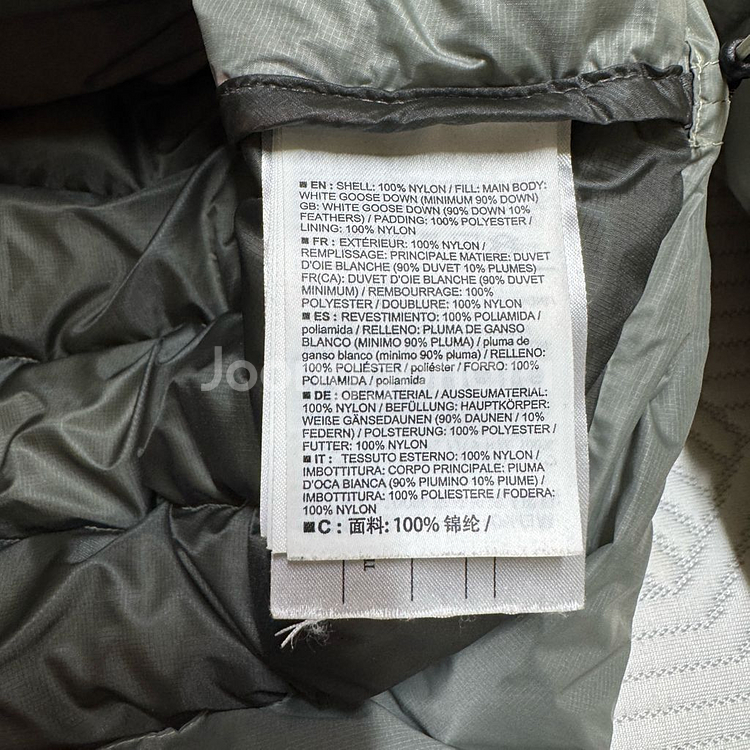 EN : SHELL: 100% NYLON / FILL: MAIN BODY:
WHITE GOOSE DOWN (MINIMUM 90% DOWN)
GB: WHITE GOOSE DOWN (90% DOWN 10%
FEATHERS) / PADDING: 100% POLYESTER /
LINING: 100% NYLON
FR : EXTÉRIEUR: 100% NYLON /
REMPLISSAGE: PRINCIPALE MATIERE: DUVET
D'OIE BLANCHE (90% DUVET 10% PLUMES)
FR(CA): DUVET D'OIE BLANCHE (90% DUVET
MINIMUM) / REMBOURRAGE: 100%
POLYESTER / DOUBLURE: 100% NYLON
ES : REVESTIMIENTO: 100% POLIAMIDA /
poliamida / RELLENO: PLUMA DE GANSO
BLANCO (MINIMO 90% PLUMA) / piuma de
ganso blanco (minimo 90% pluma) / RELLENO:
100% POLIÉSTER / poliéster / FORRO: 100%
POLIAMIDA / poliamida
DE : OBERMATERIAL / AUSSEUMATERIAL:
100% NYLON / BEFÜLLUNG: HAUPTKÖRPER:
WEIßE GÄNSEDAUNEN (90% DAUNEN / 10%
FEDERN) / POLSTERUNG: 100% POLYESTER /
FUTTER: 100% NYLON
IT : TESSUTO ESTERNO: 100% NYLON /
IMBOTTITURA: CORPO PRINCIPALE: PIUMA
D'OCA BIANCA (90% PIUMINO 10% PIUME) /
IMBOTTITURA: 100% POLIESTERE / FODERA:
100% NYLON
C : 面料: 100% 锦纶 /